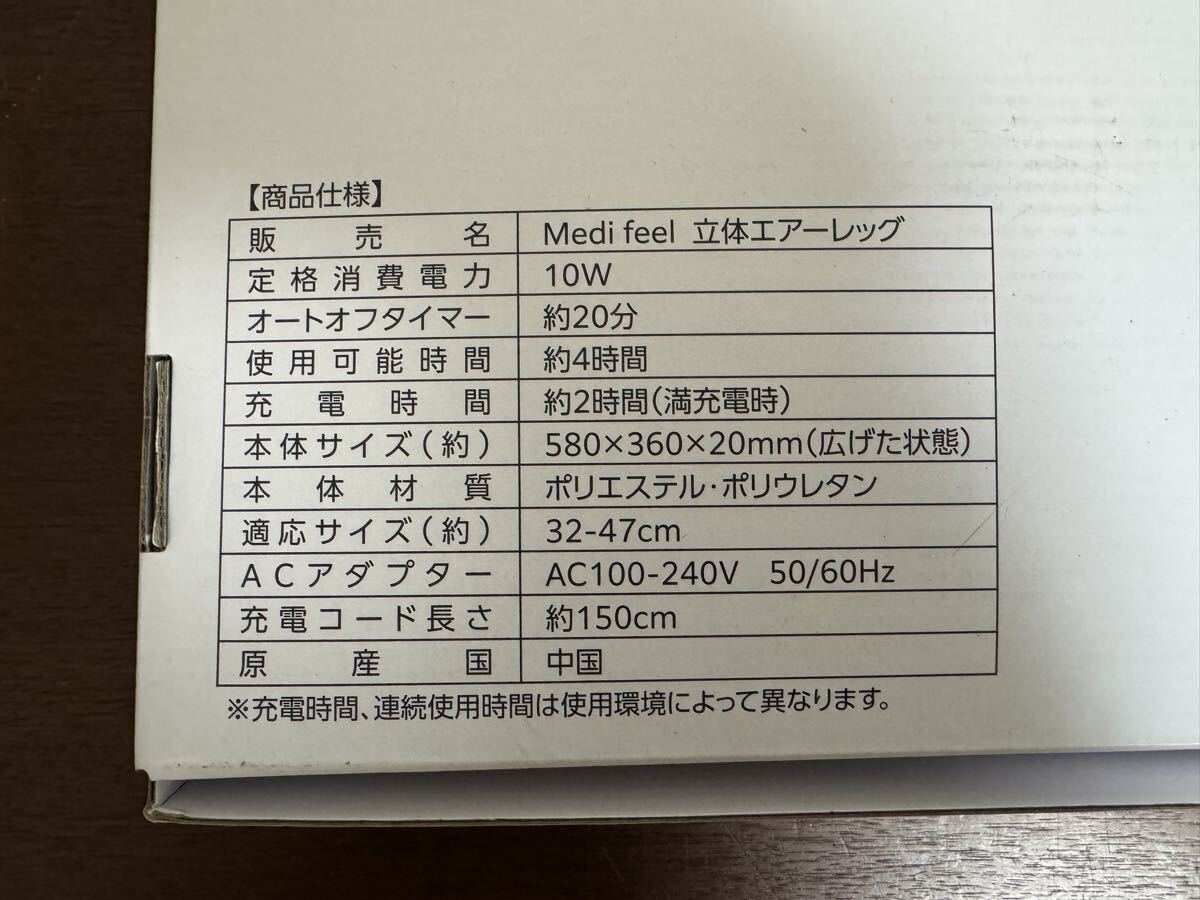 【商品仕様】
販売名 Medi feel 立体エアーレッグ
定格消費電力 10W
オートオフタイマー 約20分
使用可能時間 約4時間
充電時間 約2時間(満充電時)
本体サイズ(約) 580×360×20mm(広げた状態)
本体材質 ポリエステル・ポリウレタン
適応サイズ(約) 32-47cm
ACアダプター AC100-240V 50/60Hz
充電コード長さ 約150cm
原産国 中国
※充電時間、連続使用時間は使用環境によって異なります。